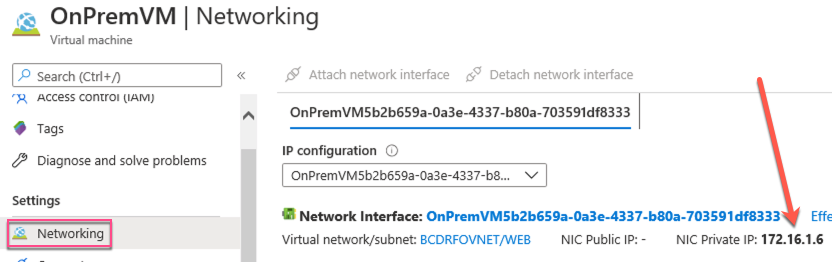 OnPremVM | Networking
Virtual machine
Search (Ctrl+/)
«
Access control (IAM)
Tags
Diagnose and solve problems
Settings
Networking
Attach network interface Detach network interface
OnPremVM5b2b659a-0a3e-4337-b80a-703591df8333
IP configuration
OnPremVM5b2b659a-0a3e-4337-b8...
Network Interface: OnPremVM5b2b659a-0a3e-4337-b80a-703591df8333 Effe
Virtual network/subnet: BCDRFOVNET/WEB NIC Public IP: - NIC Private IP: 172.16.1.6